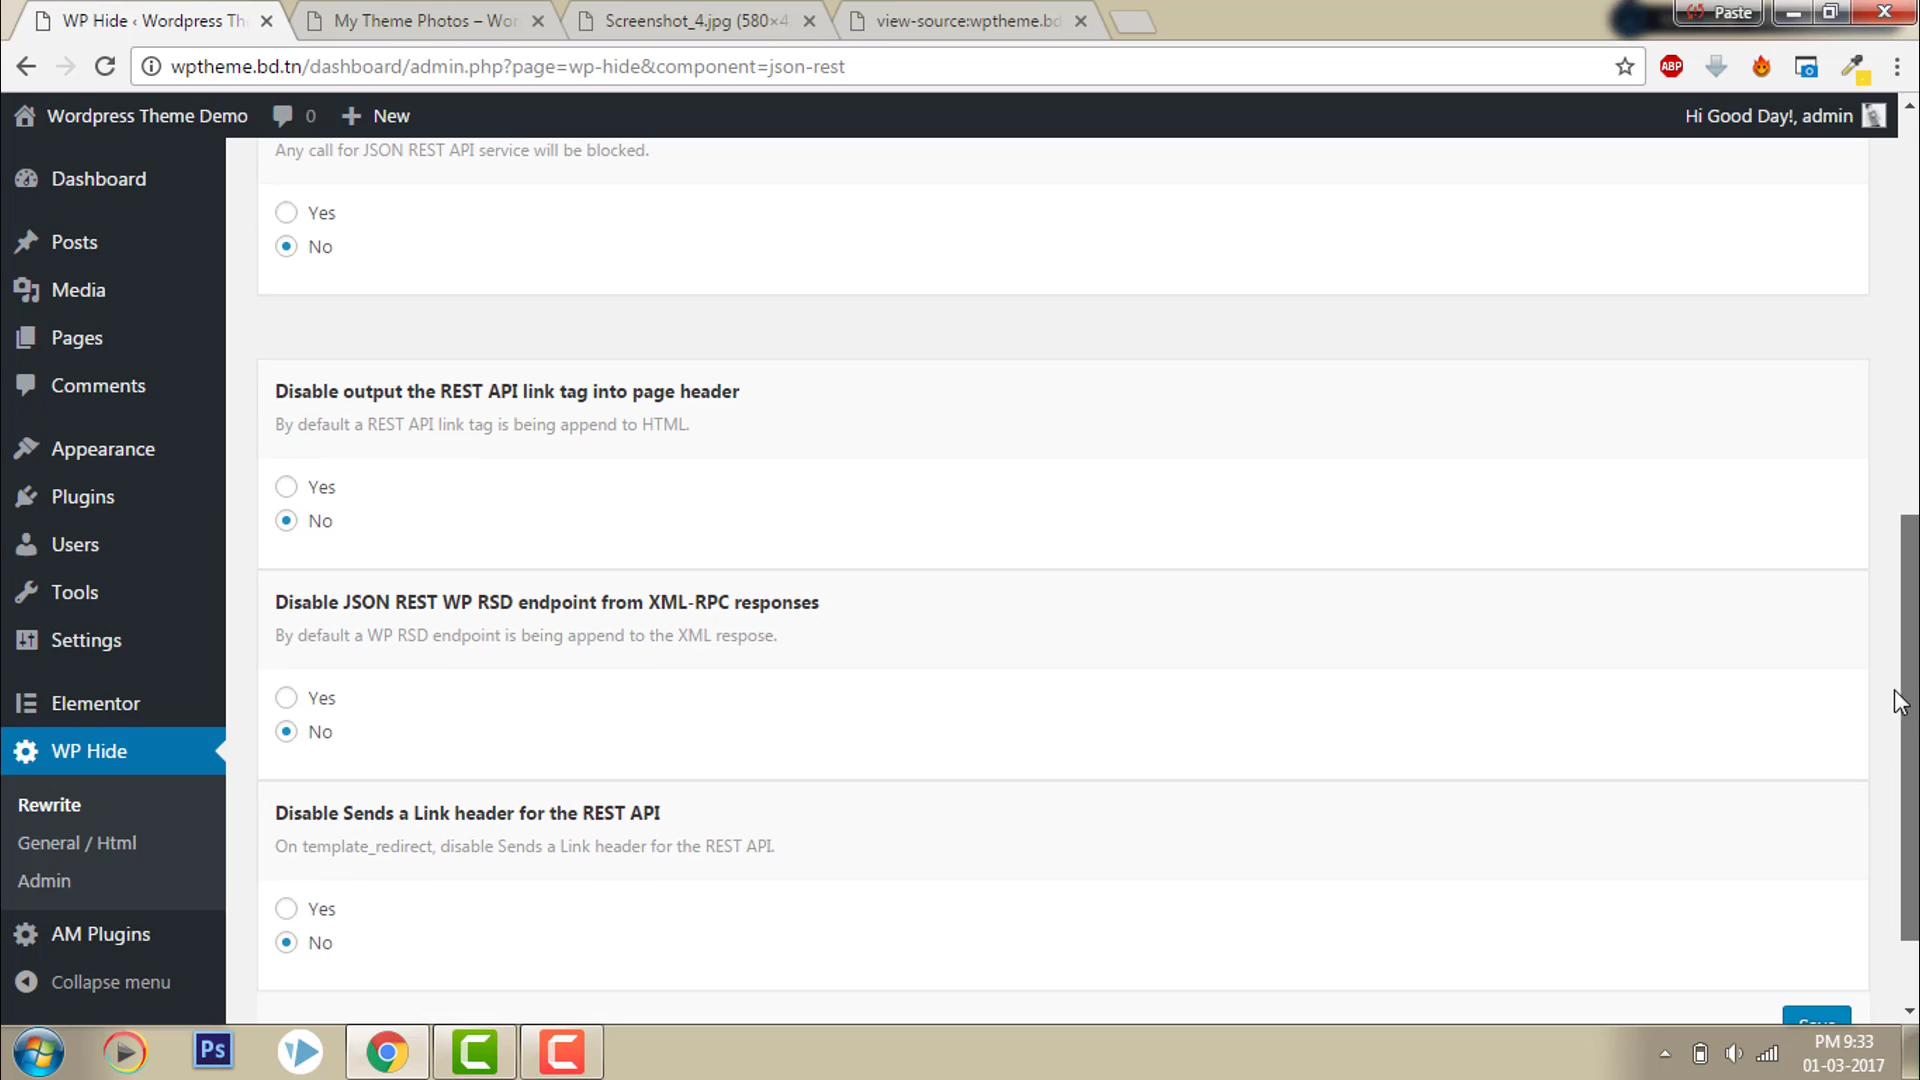 WP Hide ‹ Wordpress Th
My Theme Photos – Wor
Screenshot_4.jpg (580×4
view-source:wptheme.bd
Paste
wptheme.bd.tn/dashboard/admin.php?page=wp-hide&component=json-rest
ABP
Wordpress Theme Demo
0
New
Hi Good Day!, admin
Any call for JSON REST API service will be blocked.
Dashboard
Yes
Posts
No
Media
Pages
Comments
Disable output the REST API link tag into page header
By default a REST API link tag is being append to HTML.
Appearance
Yes
Plugins
No
Users
Tools
Disable JSON REST WP RSD endpoint from XML-RPC responses
By default a WP RSD endpoint is being append to the XML respose.
Settings
Yes
Elementor
No
WP Hide
Rewrite
Disable Sends a Link header for the REST API
General / Html
On template_redirect, disable Sends a Link header for the REST API.
Admin
Yes
AM Plugins
No
Collapse menu
Save
Ps
PM 9:33
01-03-2017